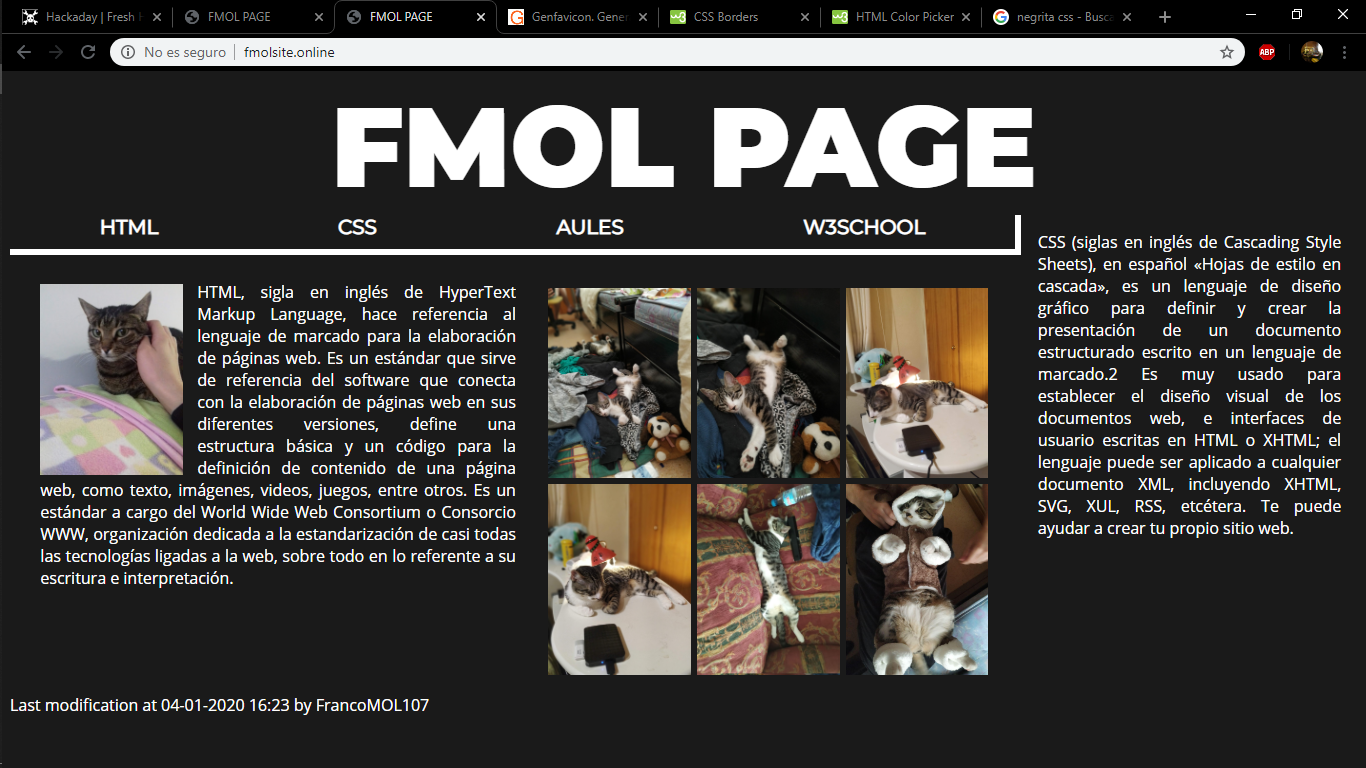 Hackaday | Fresh H
FMOL PAGE
FMOL PAGE
Genfavicon. Gener
CSS Borders
HTML Color Picker
negrita css - Busca
No es seguro
fmolsite.online
ABP
FMOL PAGE
HTML
CSS
AULES
W3SCHOOL
HTML, sigla en inglés de HyperText
Markup Language, hace referencia al
lenguaje de marcado para la elaboración
de páginas web. Es un estándar que sirve
de referencia del software que conecta
con la elaboración de páginas web en sus
diferentes versiones, define una
estructura básica y un código para la
definición de contenido de una página
web, como texto, imágenes, videos, juegos, entre otros. Es un
estándar a cargo del World Wide Web Consortium o Consorcio
WWW, organización dedicada a la estandarización de casi todas
las tecnologías ligadas a la web, sobre todo en lo referente a su
escritura e interpretación.
CSS (siglas en inglés de Cascading Style
Sheets), en español «Hojas de estilo en
cascada», es un lenguaje de diseño
gráfico para definir y crear la
presentación de un documento
estructurado escrito en un lenguaje de
marcado.2 Es muy usado para
establecer el diseño visual de los
documentos web, e interfaces de
usuario escritas en HTML o XHTML; el
lenguaje puede ser aplicado a cualquier
documento XML, incluyendo XHTML,
SVG, XUL, RSS, etcétera. Te puede
ayudar a crear tu propio sitio web.
Last modification at 04-01-2020 16:23 by FrancoMOL107